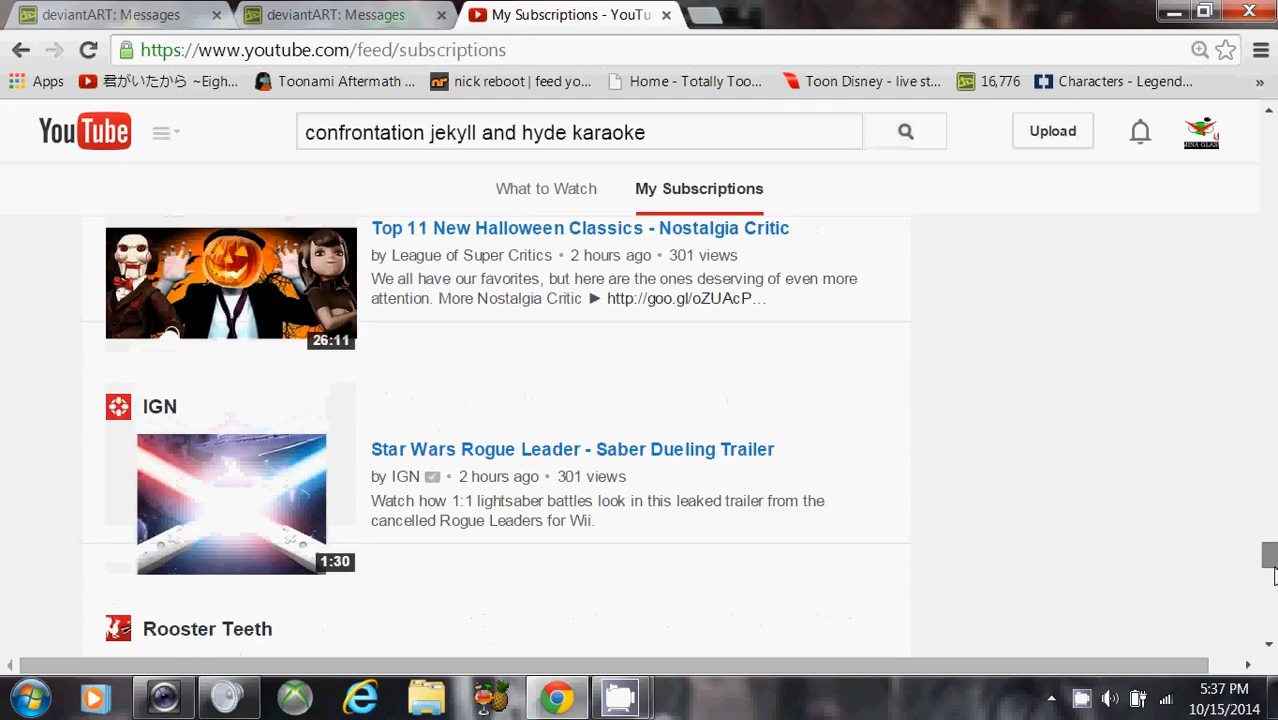 deviantART: Messages
deviantART: Messages
My Subscriptions - YouTu
https://www.youtube.com/feed/subscriptions
Apps
君がいたから ~Eigh...
Toonami Aftermath ...
nick reboot | feed yo...
Home - Totally Too...
Toon Disney - live st...
16,776
Characters - Legend...
»
YouTube
confrontation jekyll and hyde karaoke
Upload
What to Watch
My Subscriptions
Top 11 New Halloween Classics - Nostalgia Critic
by League of Super Critics • 2 hours ago • 301 views
We all have our favorites, but here are the ones deserving of even more
attention. More Nostalgia Critic ► http://goo.gl/oZUAcP...
26:11
IGN
Star Wars Rogue Leader - Saber Dueling Trailer
by IGN • 2 hours ago • 301 views
Watch how 1:1 lightsaber battles look in this leaked trailer from the
cancelled Rogue Leaders for Wii.
1:30
Rooster Teeth
5:37 PM
10/15/2014